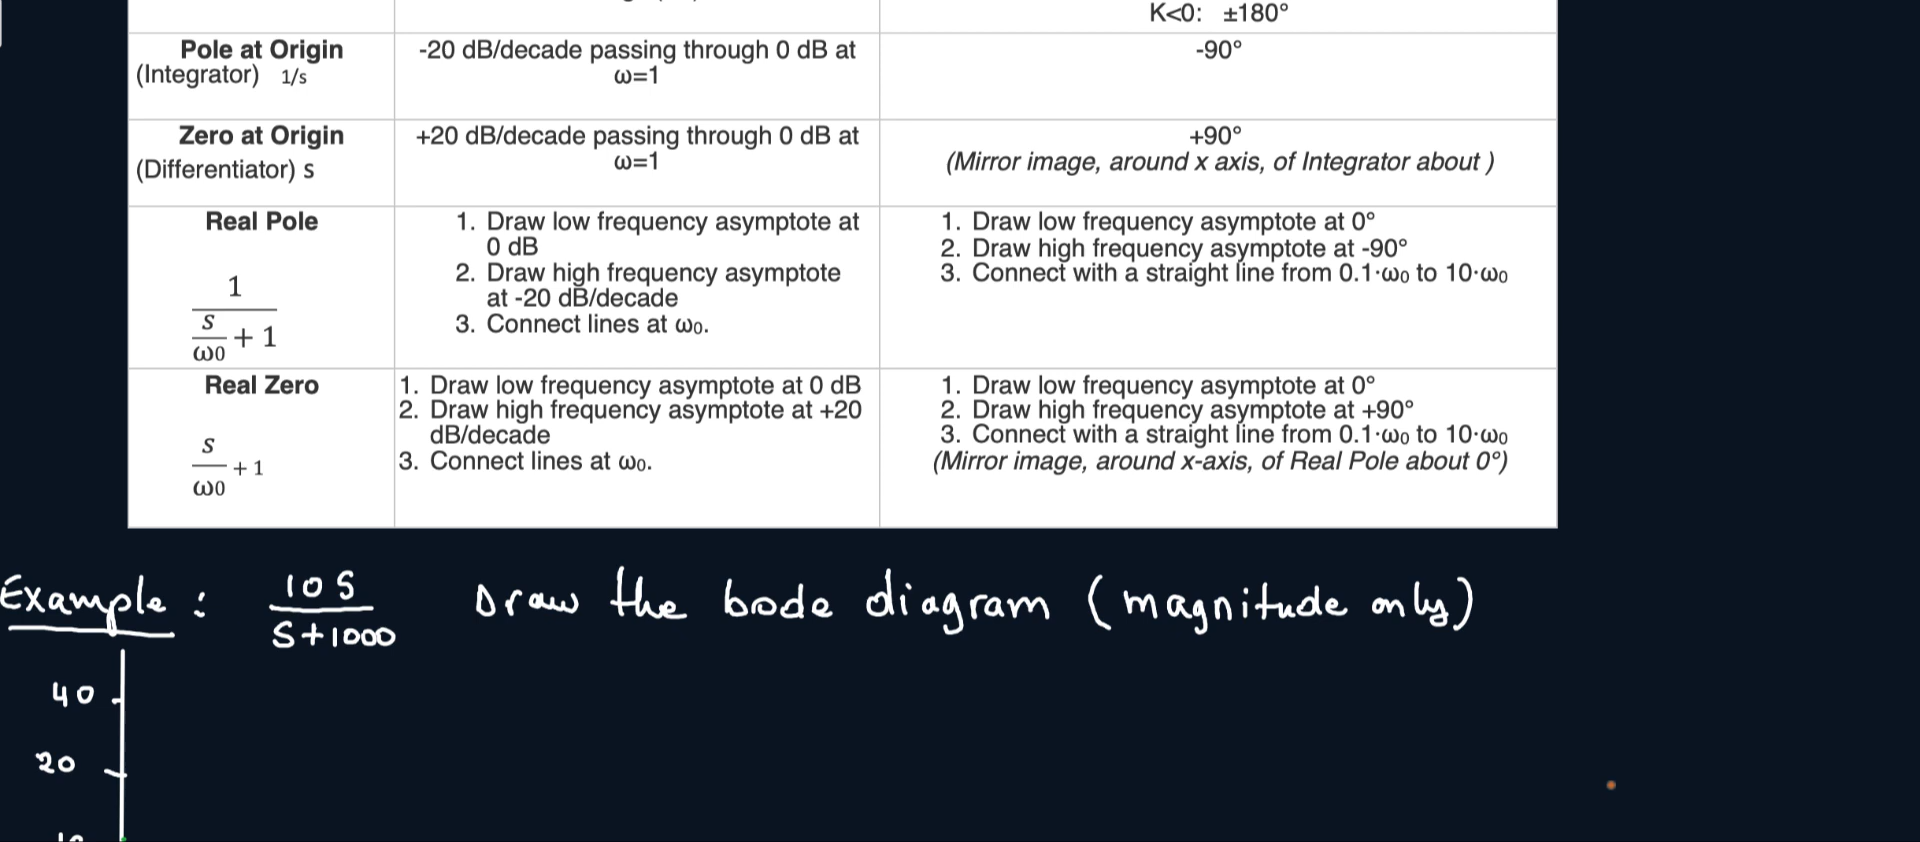 K<0: ±180°
Pole at Origin
(Integrator) 1/s
-20 dB/decade passing through 0 dB at
ω=1
-90°
Zero at Origin
(Differentiator) s
+20 dB/decade passing through 0 dB at
ω=1
+90°
(Mirror image, around x axis, of Integrator about )
Real Pole
1
s
ω0
+ 1
1. Draw low frequency asymptote at
0 dB
2. Draw high frequency asymptote
at -20 dB/decade
3. Connect lines at ω0.
1. Draw low frequency asymptote at 0°
2. Draw high frequency asymptote at -90°
3. Connect with a straight line from 0.1·ω0 to 10·ω0
Real Zero
s
ω0
+ 1
1. Draw low frequency asymptote at 0 dB
2. Draw high frequency asymptote at +20
dB/decade
3. Connect lines at ω0.
1. Draw low frequency asymptote at 0°
2. Draw high frequency asymptote at +90°
3. Connect with a straight line from 0.1·ω0 to 10·ω0
(Mirror image, around x-axis, of Real Pole about 0°)
Example : 10 S Draw the bode diagram (magnitude only)
S+1000
40
20